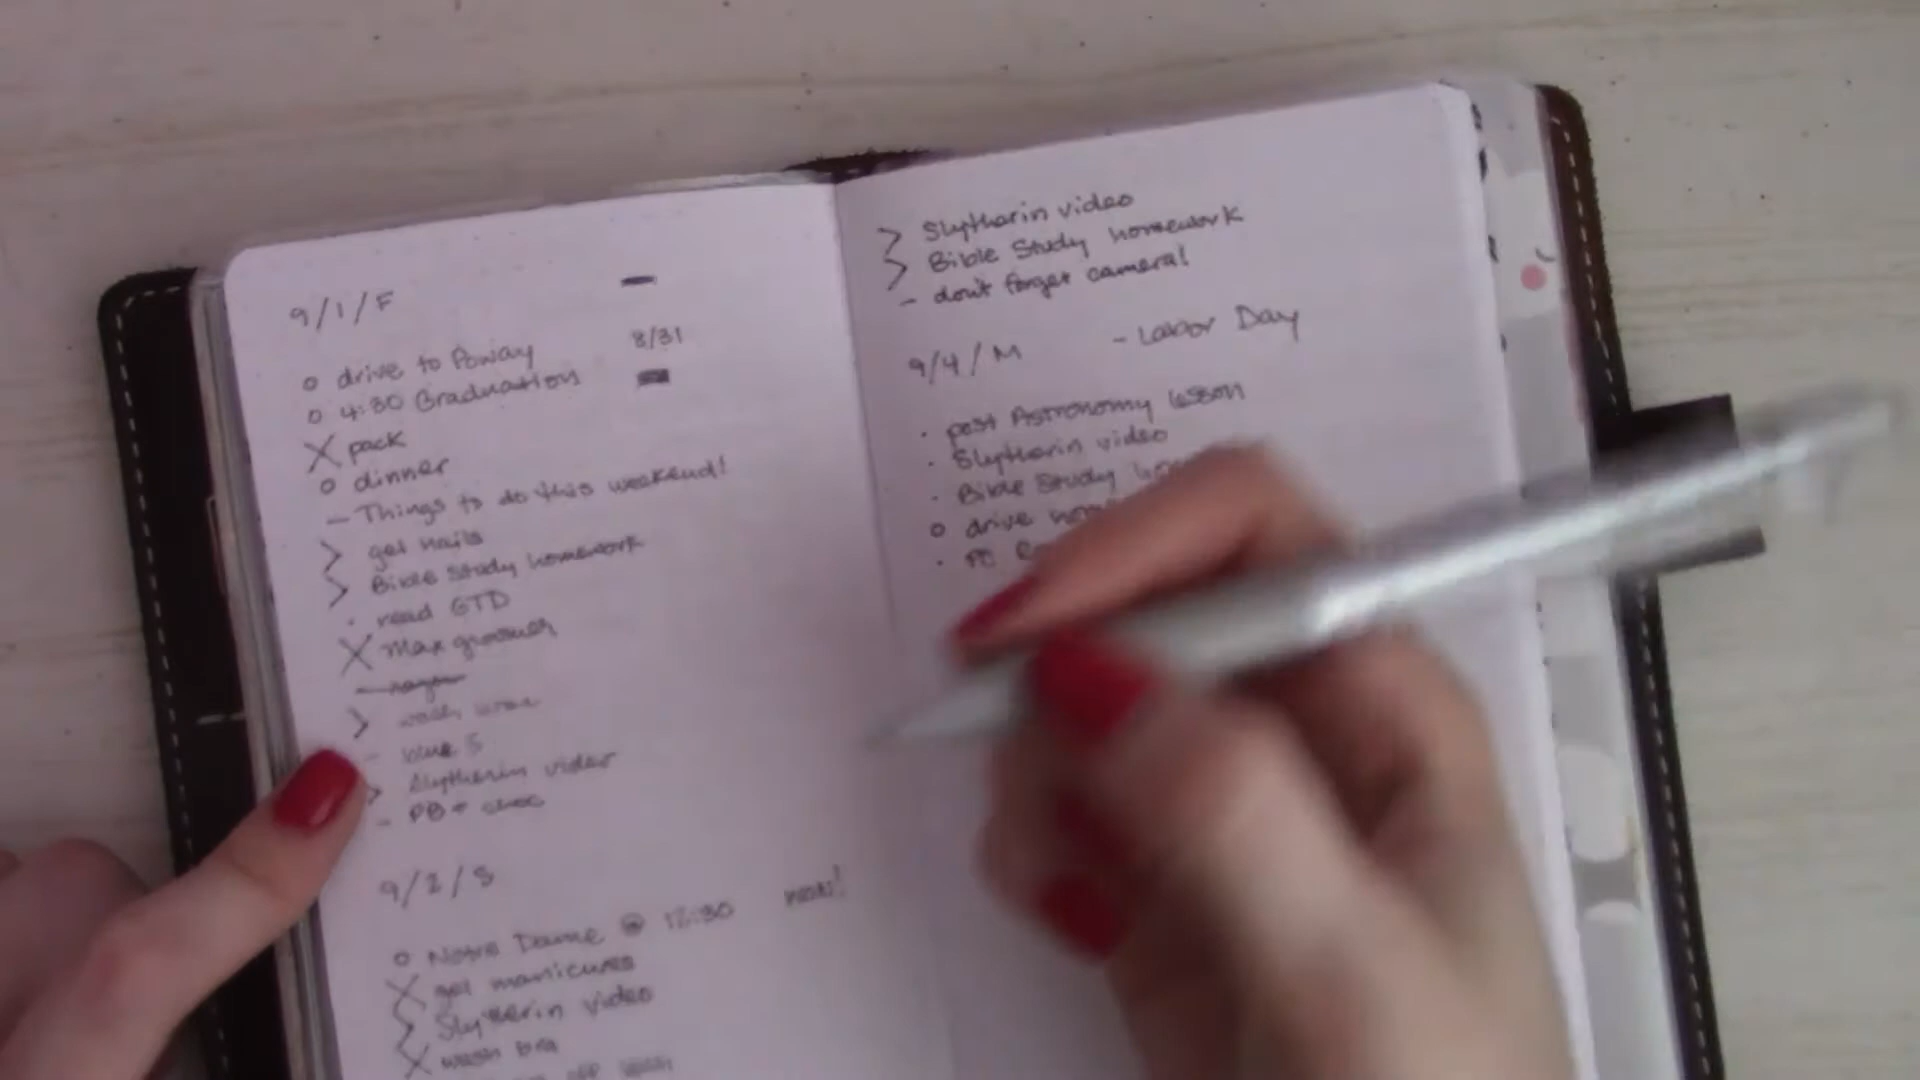 9/1/F
o drive to Poway
8/31
o 4:30 Graduation
X pack
o dinner
- Things to do this weekend!
> get nails
> Bible Study homework
· read GTD
X Max groomer
>
-
> Slytherin video
- PB +
9/2/S
o Notre Dame @ 12:30
X get manicures
> Slytherin video
X wash bra
> Slytherin video
> Bible Study homework
- don't forget camera!
9/4/M - Labor Day
· post Astronomy lesson
· Slytherin video
· Bible Study
o drive
·